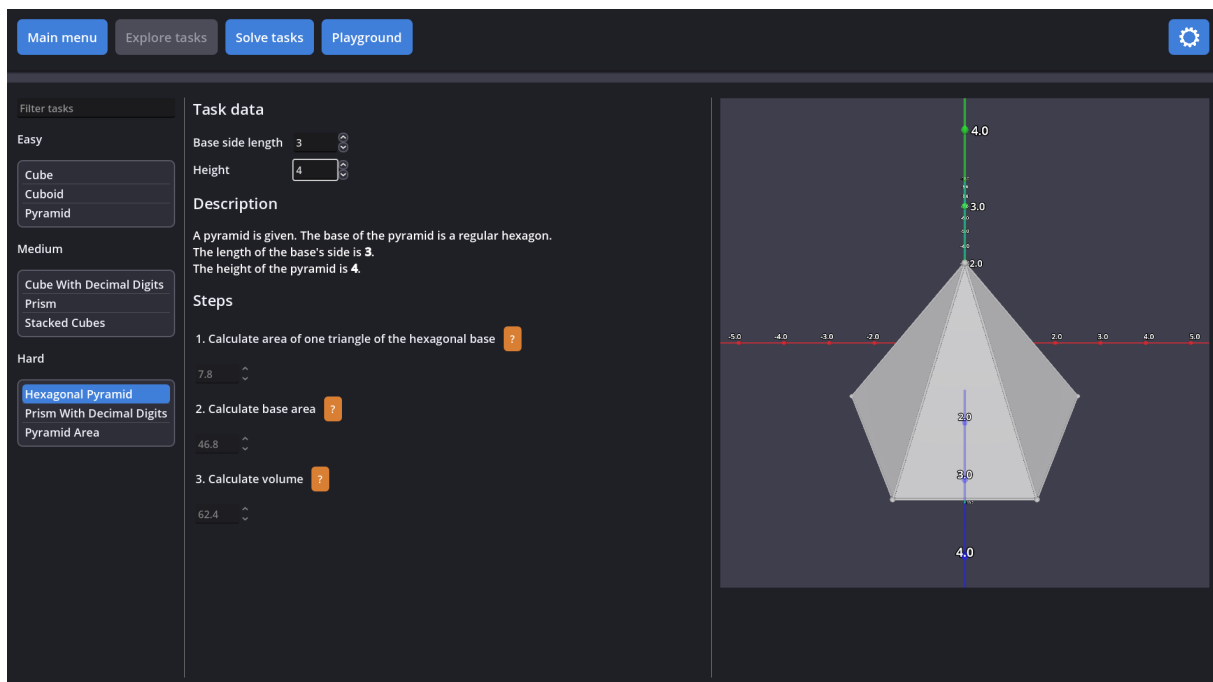 Main menu
Explore tasks
Solve tasks
Playground
Filter tasks
Easy
Cube
Cuboid
Pyramid
Medium
Cube With Decimal Digits
Prism
Stacked Cubes
Hard
Hexagonal Pyramid
Prism With Decimal Digits
Pyramid Area
Task data
Base side length 3
Height 4
Description
A pyramid is given. The base of the pyramid is a regular hexagon.
The length of the base's side is 3.
The height of the pyramid is 4.
Steps
1. Calculate area of one triangle of the hexagonal base ?
7.8
2. Calculate base area ?
46.8
3. Calculate volume ?
62.4
4.0
3.0
2.0
-5.0 -4.0 -3.0 -2.0 2.0 3.0 4.0 5.0
2.0
3.0
4.0